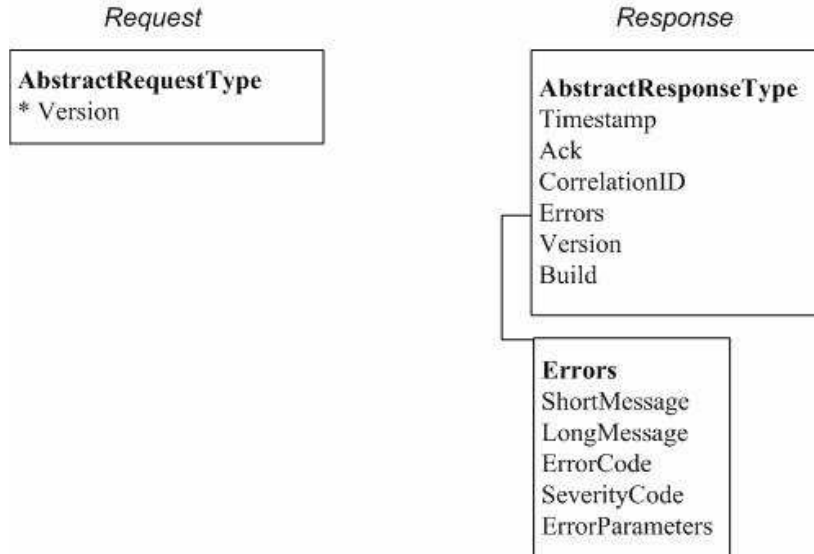 Request
AbstractRequestType
* Version
Response
AbstractResponseType
Timestamp
Ack
CorrelationID
Errors
Version
Build
Errors
ShortMessage
LongMessage
ErrorCode
SeverityCode
ErrorParameters